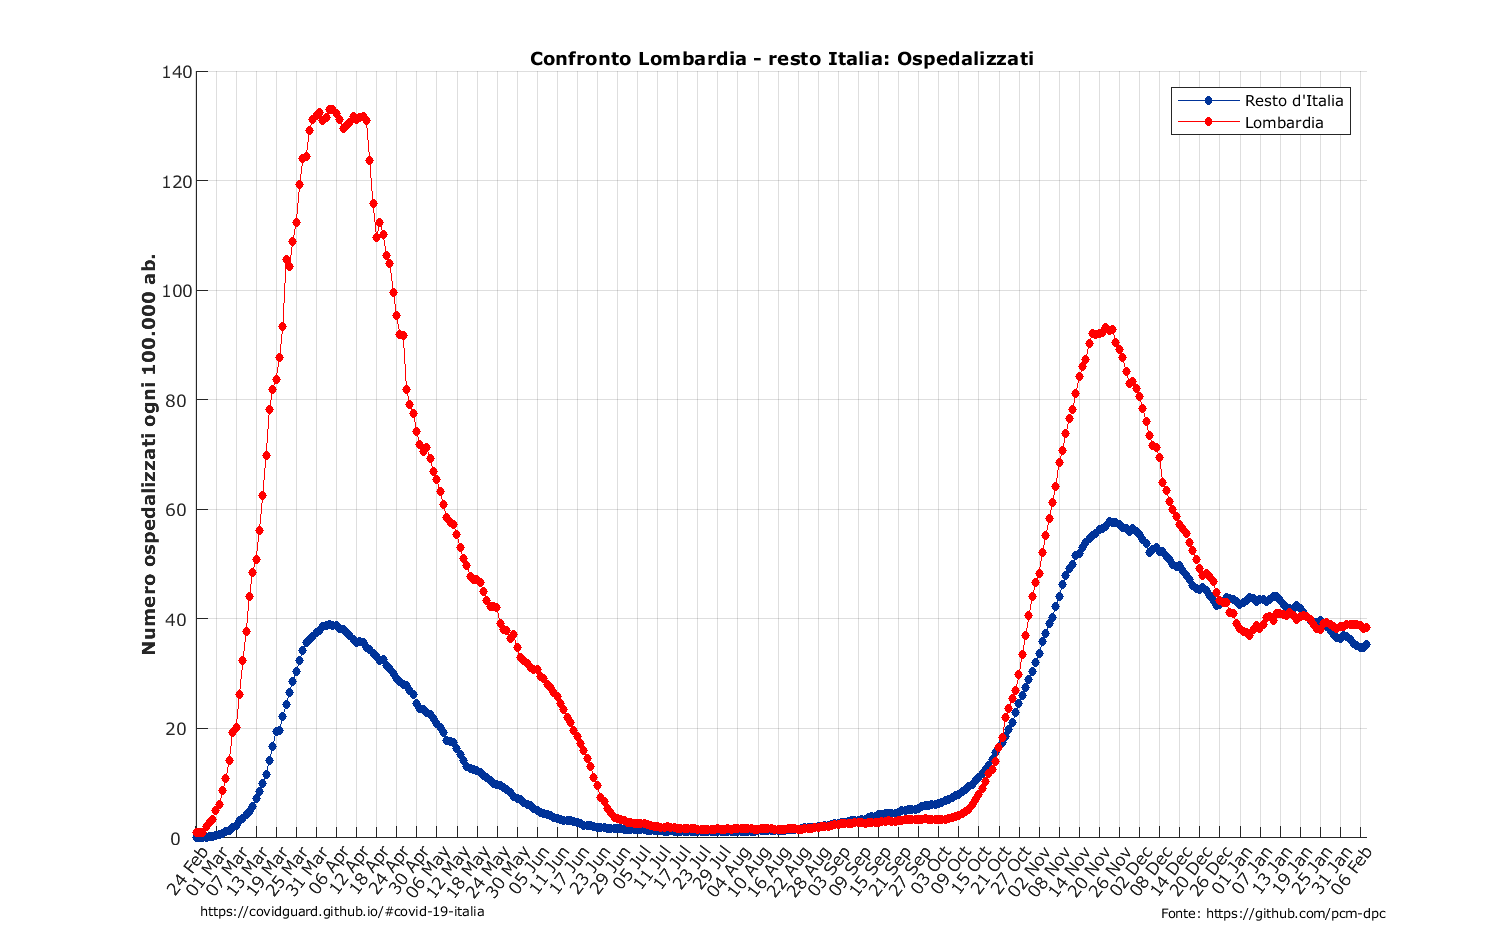 Confronto Lombardia - resto Italia: Ospedalizzati
Resto d'Italia
Lombardia
Numero ospedalizzati ogni 100.000 ab.
140
120
100
80
60
40
20
0
24 Feb
01 Mar
07 Mar
13 Mar
19 Mar
25 Mar
31 Mar
06 Apr
12 Apr
18 Apr
24 Apr
30 Apr
06 May
12 May
18 May
24 May
30 May
05 Jun
11 Jun
17 Jun
23 Jun
29 Jun
05 Jul
11 Jul
17 Jul
23 Jul
29 Jul
04 Aug
10 Aug
16 Aug
22 Aug
28 Aug
03 Sep
09 Sep
15 Sep
21 Sep
27 Sep
03 Oct
09 Oct
15 Oct
21 Oct
27 Oct
02 Nov
08 Nov
14 Nov
20 Nov
26 Nov
02 Dec
08 Dec
14 Dec
20 Dec
26 Dec
01 Jan
07 Jan
13 Jan
19 Jan
25 Jan
31 Jan
06 Feb
https://covidguard.github.io/#covid-19-italia
Fonte: https://github.com/pcm-dpc